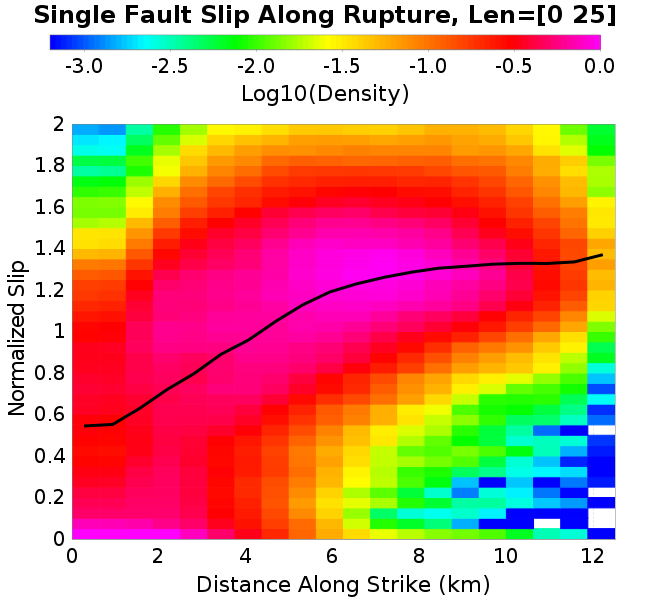 Single Fault Slip Along Rupture, Len=[0 25]
-3.0 -2.5 -2.0 -1.5 -1.0 -0.5 0.0
Log10(Density)
2
1.8
1.6
1.4
1.2
1
0.8
0.6
0.4
0.2
0
Normalized Slip
0 2 4 6 8 10 12
Distance Along Strike (km)